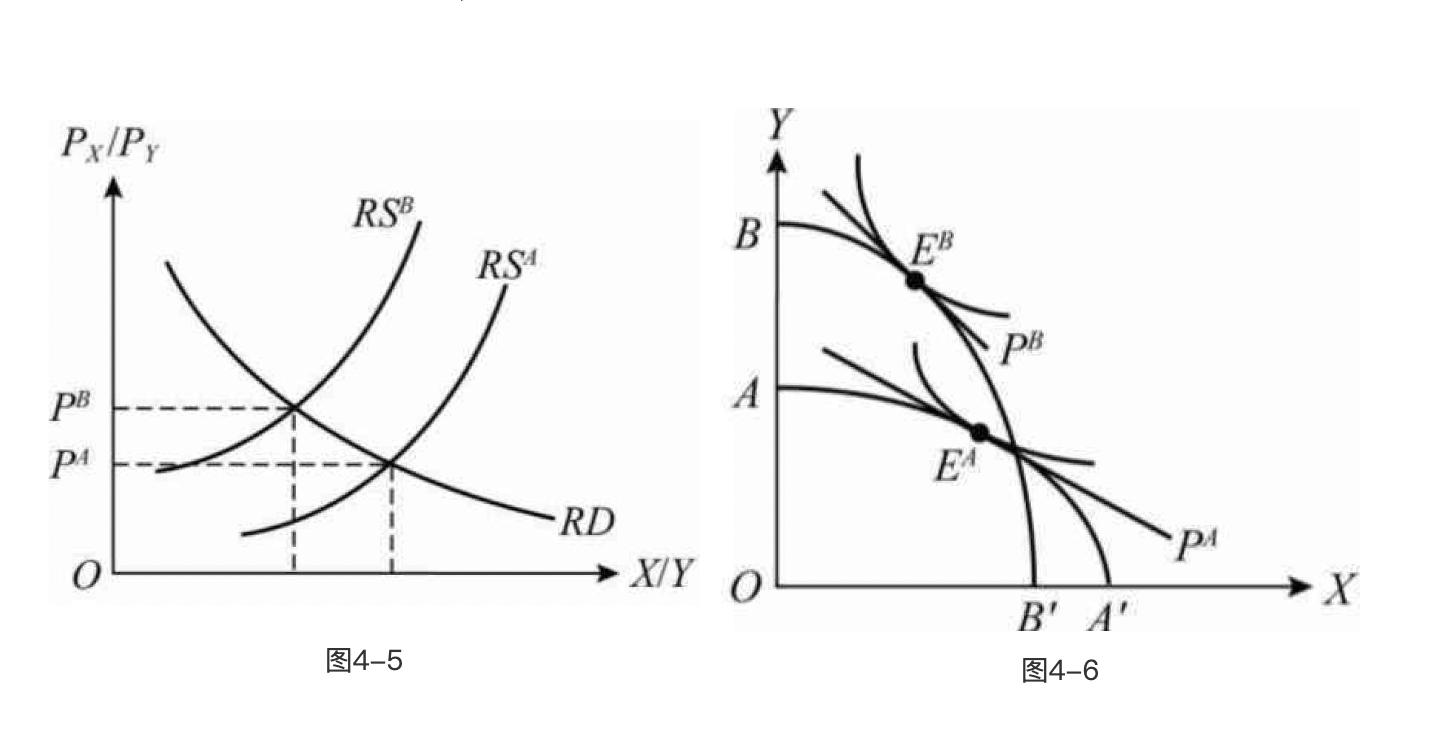 P_X/P_Y
RS^B
RS^A
P^B
P^A
RD
O
X/Y
图4-5
Y
B
E^B
P^B
A
E^A
P^A
O
B'
A'
X
图4-6